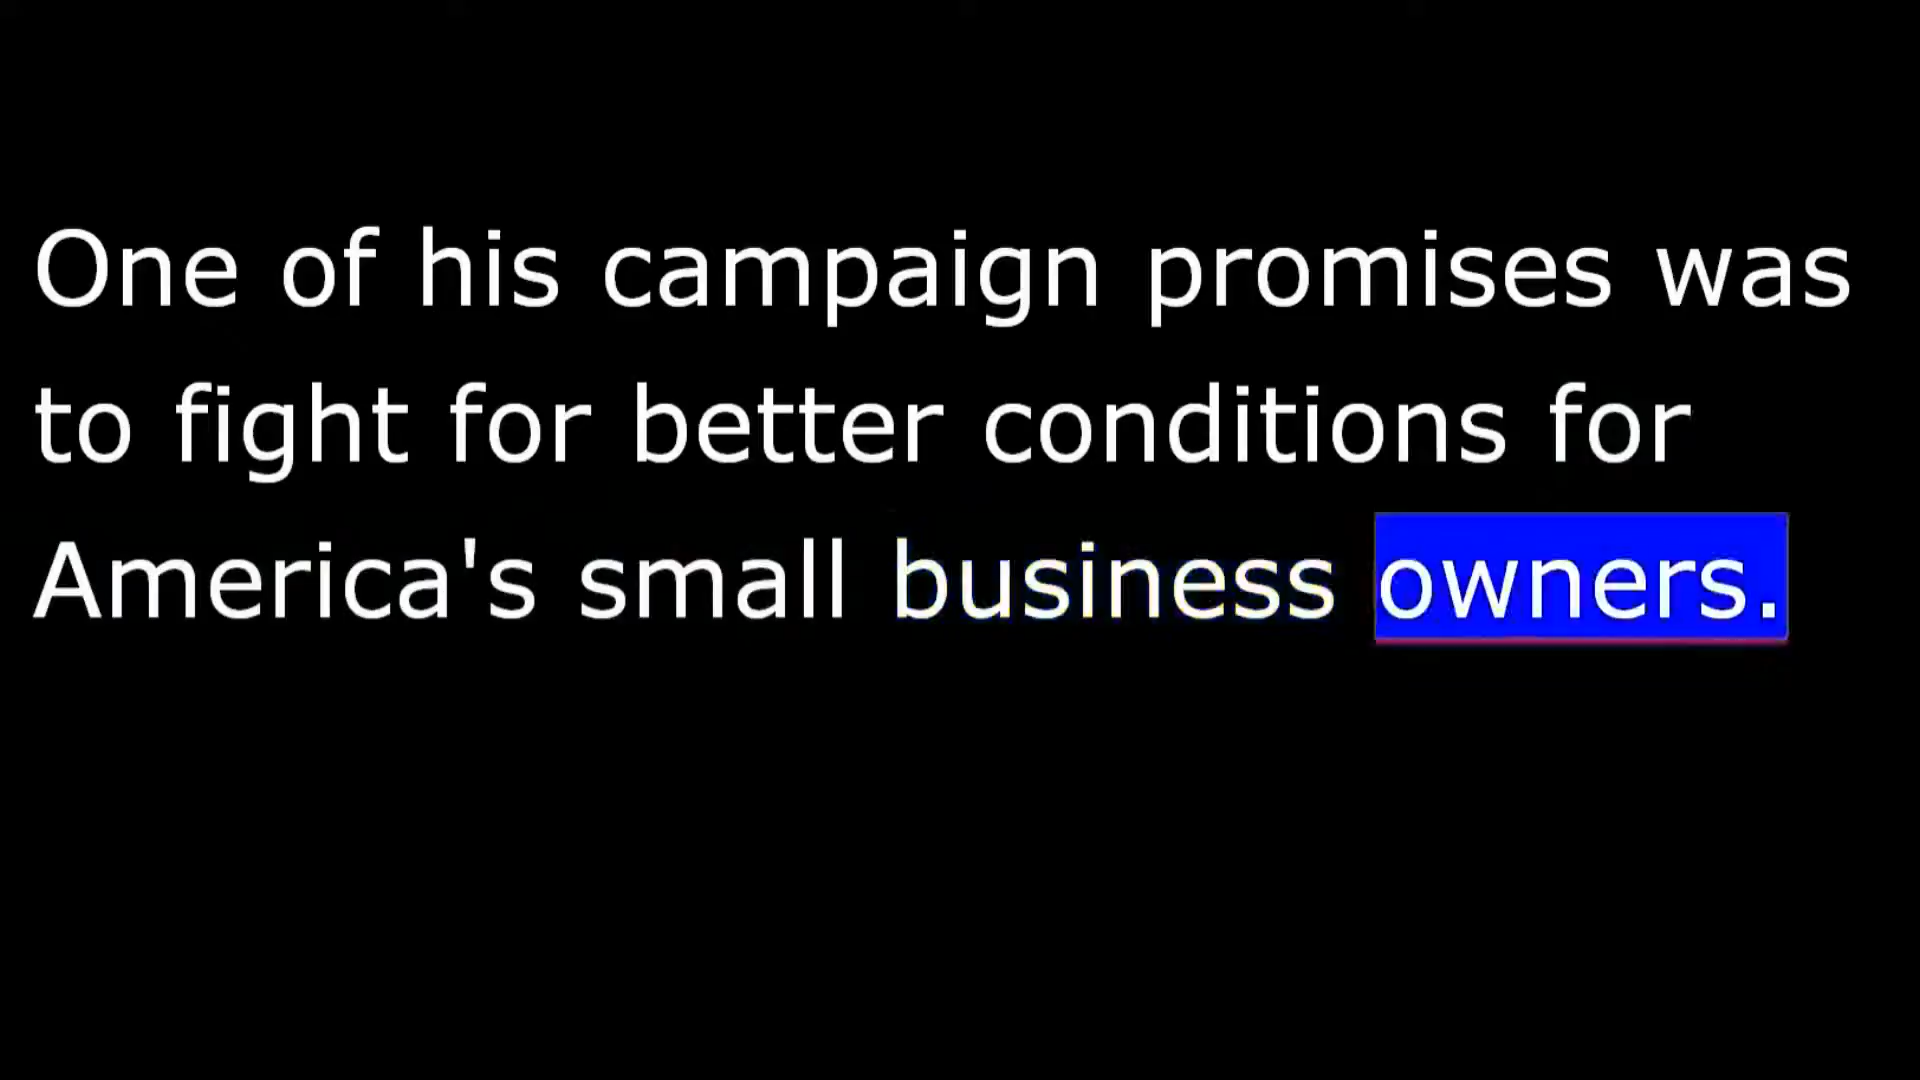 One of his campaign promises was
to fight for better conditions for
America's small business owners.